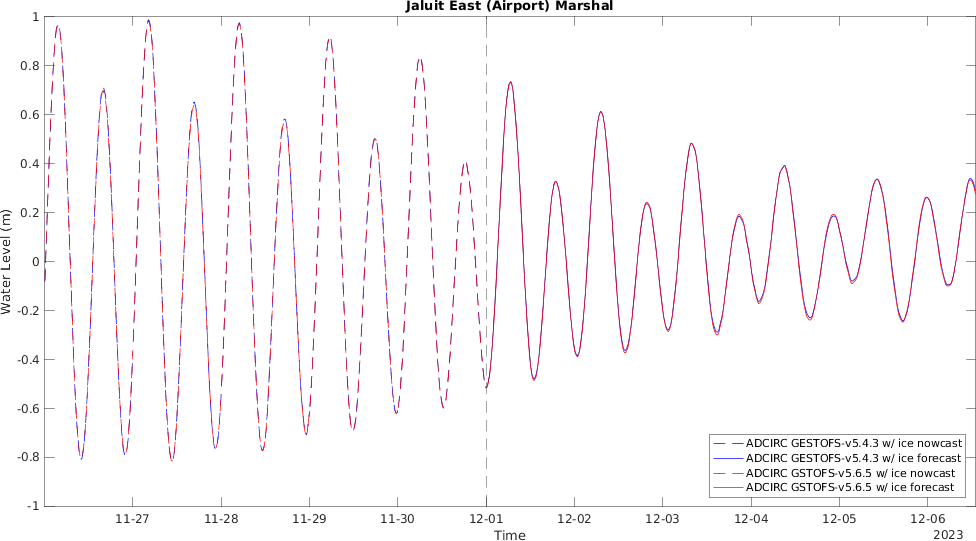 Jaluit East (Airport) Marshal
1
0.8
0.6
0.4
0.2
0
-0.2
-0.4
-0.6
-0.8
-1
Water Level (m)
11-27 11-28 11-29 11-30 12-01 12-02 12-03 12-04 12-05 12-06
Time
2023
ADCIRC GESTOFS-v5.4.3 w/ ice nowcast
ADCIRC GESTOFS-v5.4.3 w/ ice forecast
ADCIRC GSTOFS-v5.6.5 w/ ice nowcast
ADCIRC GSTOFS-v5.6.5 w/ ice forecast